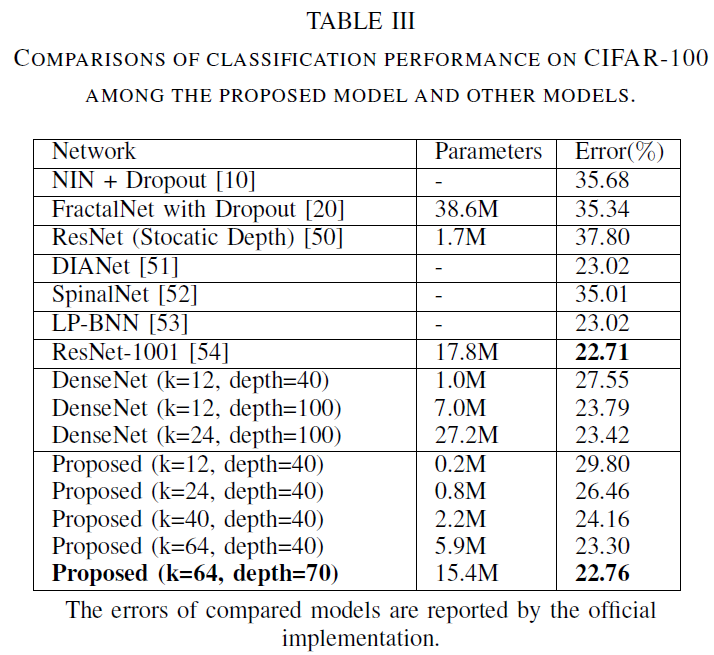 TABLE III
COMPARISONS OF CLASSIFICATION PERFORMANCE ON CIFAR-100
AMONG THE PROPOSED MODEL AND OTHER MODELS.
Network Parameters Error(%)
NIN + Dropout [10] - 35.68
FractalNet with Dropout [20] 38.6M 35.34
ResNet (Stocatic Depth) [50] 1.7M 37.80
DIANet [51] - 23.02
SpinalNet [52] - 35.01
LP-BNN [53] - 23.02
ResNet-1001 [54] 17.8M 22.71
DenseNet (k=12, depth=40) 1.0M 27.55
DenseNet (k=12, depth=100) 7.0M 23.79
DenseNet (k=24, depth=100) 27.2M 23.42
Proposed (k=12, depth=40) 0.2M 29.80
Proposed (k=24, depth=40) 0.8M 26.46
Proposed (k=40, depth=40) 2.2M 24.16
Proposed (k=64, depth=40) 5.9M 23.30
Proposed (k=64, depth=70) 15.4M 22.76
The errors of compared models are reported by the official
implementation.